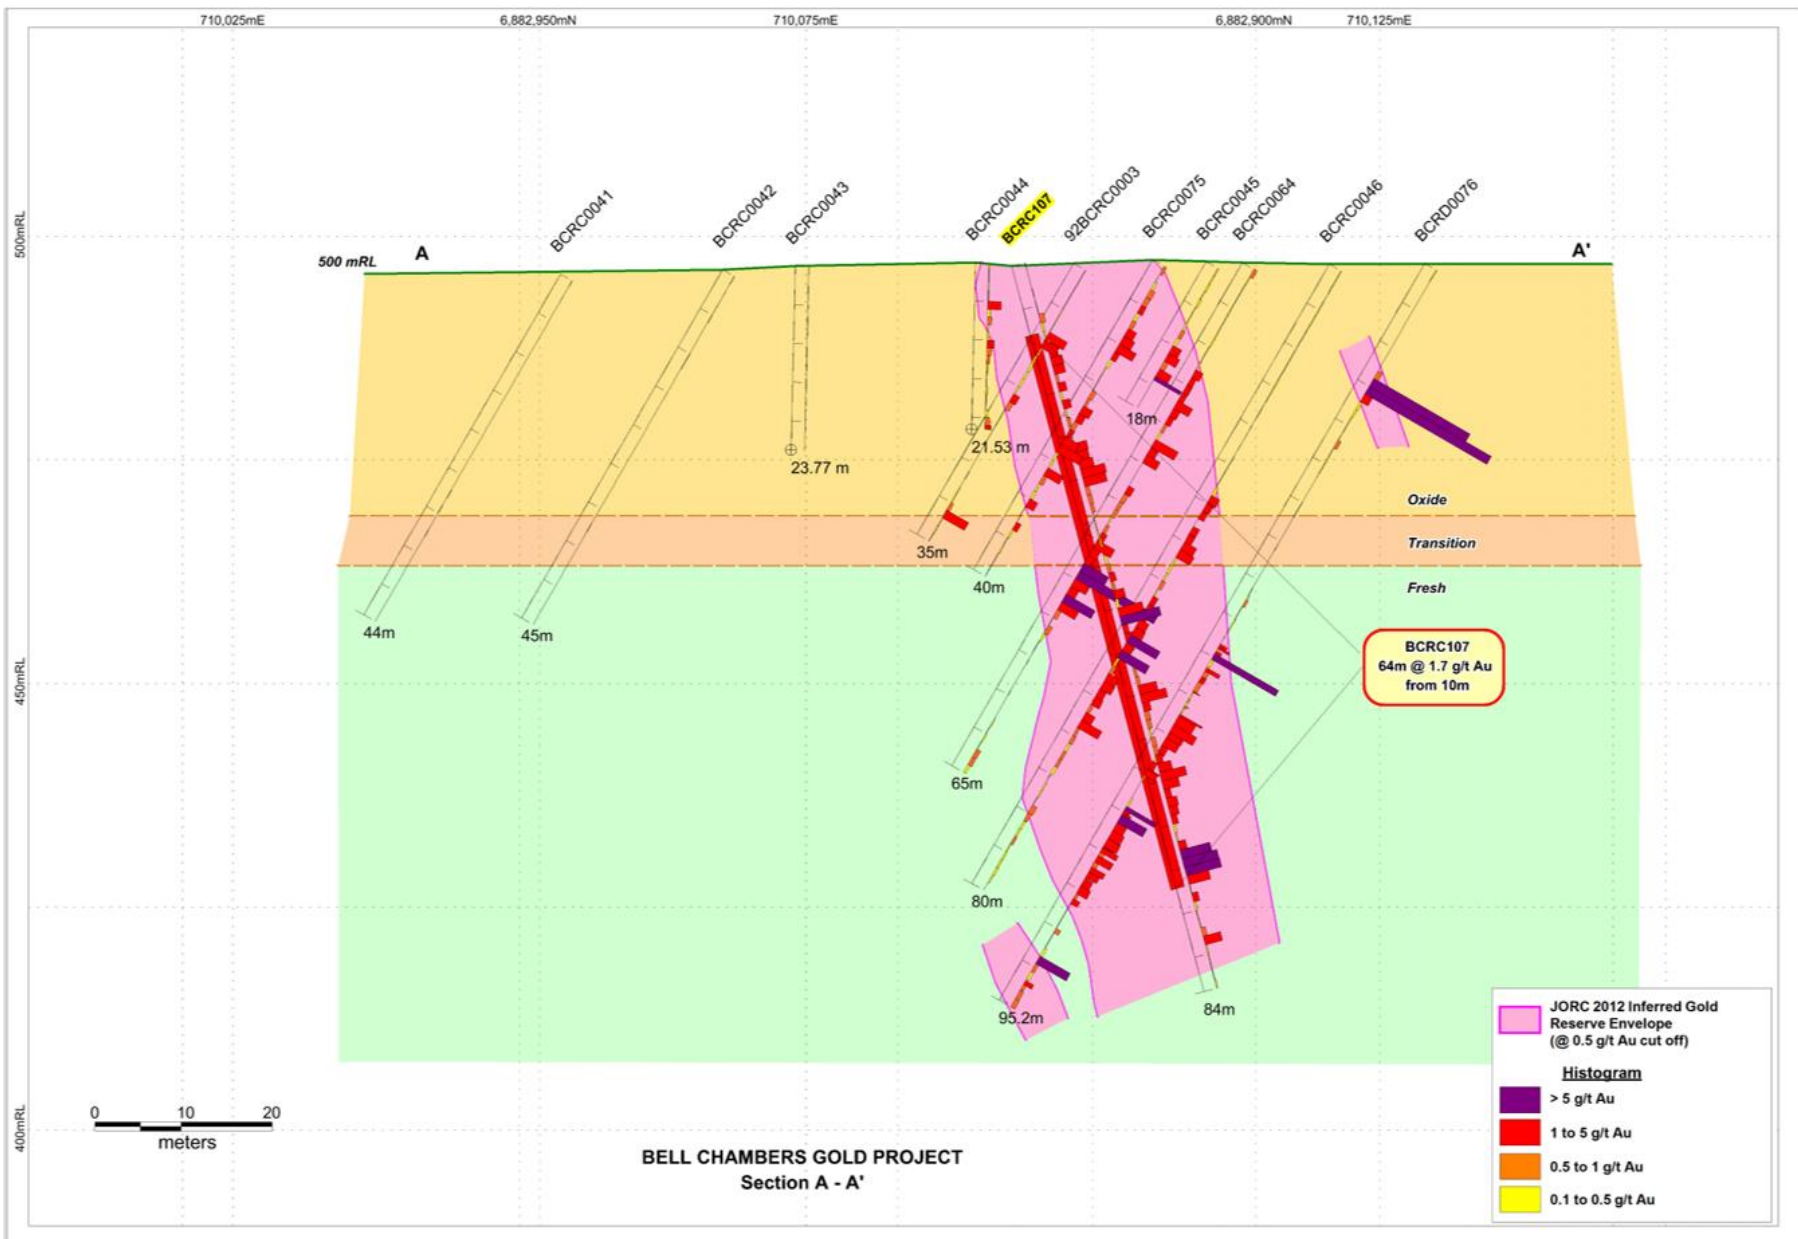 710,025mE
6,882,950mN
710,075mE
6,882,900mN
710,125mE
500mRL
450mRL
400mRL
BCRC0041
BCRC0042
BCRC0043
BCRC0044
BCRC107
92BCRC0003
BCRC0075
BCRC0045
BCRC0064
BCRC0046
BCRD0076
500 mRL
A
A'
18m
21.53 m
23.77 m
Oxide
Transition
Fresh
35m
40m
44m
45m
BCRC107
64m @ 1.7 g/t Au
from 10m
65m
80m
84m
95.2m
JORC 2012 Inferred Gold
Reserve Envelope
(@ 0.5 g/t Au cut off)
Histogram
> 5 g/t Au
1 to 5 g/t Au
0.5 to 1 g/t Au
0.1 to 0.5 g/t Au
0 10 20
meters
BELL CHAMBERS GOLD PROJECT
Section A - A'